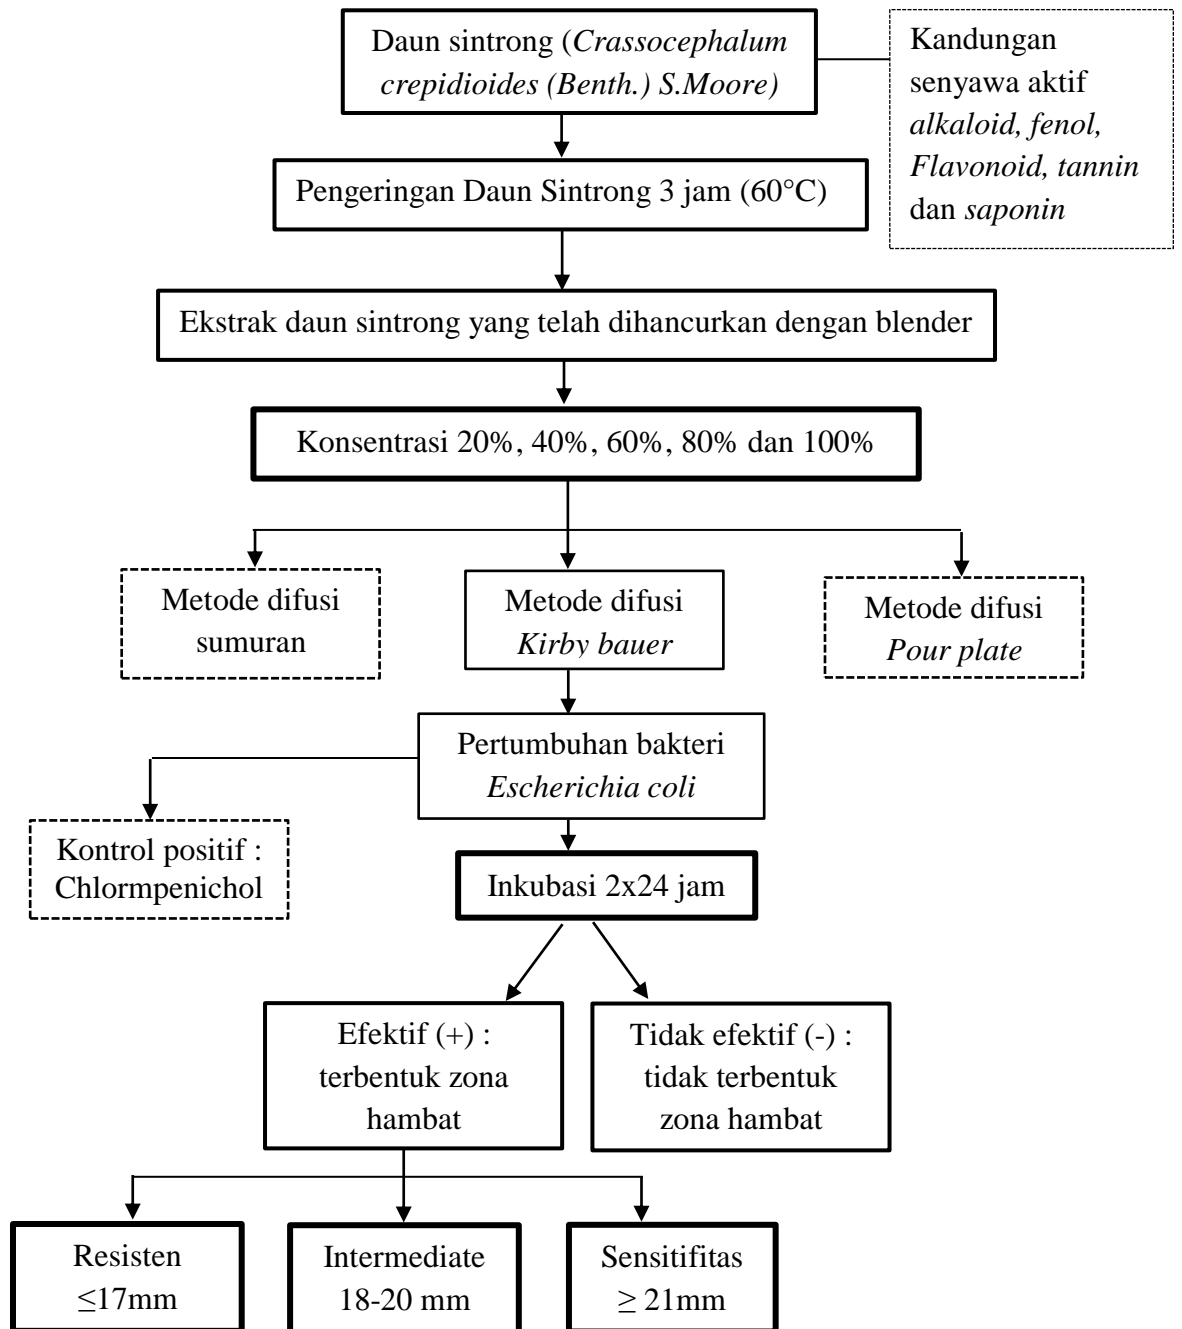 Daun sintrong (Crassocephalum
crepidioides (Benth.) S.Moore)
Kandungan
senyawa aktif
alkaloid, fenol,
Flavonoid, tannin
dan saponin
Pengeringan Daun Sintrong 3 jam (60°C)
Ekstrak daun sintrong yang telah dihancurkan dengan blender
Konsentrasi 20%, 40%, 60%, 80% dan 100%
Metode difusi
sumuran
Metode difusi
Kirby bauer
Metode difusi
Pour plate
Pertumbuhan bakteri
Escherichia coli
Kontrol positif :
Chlormpenichol
Inkubasi 2x24 jam
Efektif (+) :
terbentuk zona
hambat
Tidak efektif (-) :
tidak terbentuk
zona hambat
Resisten
≤17mm
Intermediate
18-20 mm
Sensitifitas
≥ 21mm